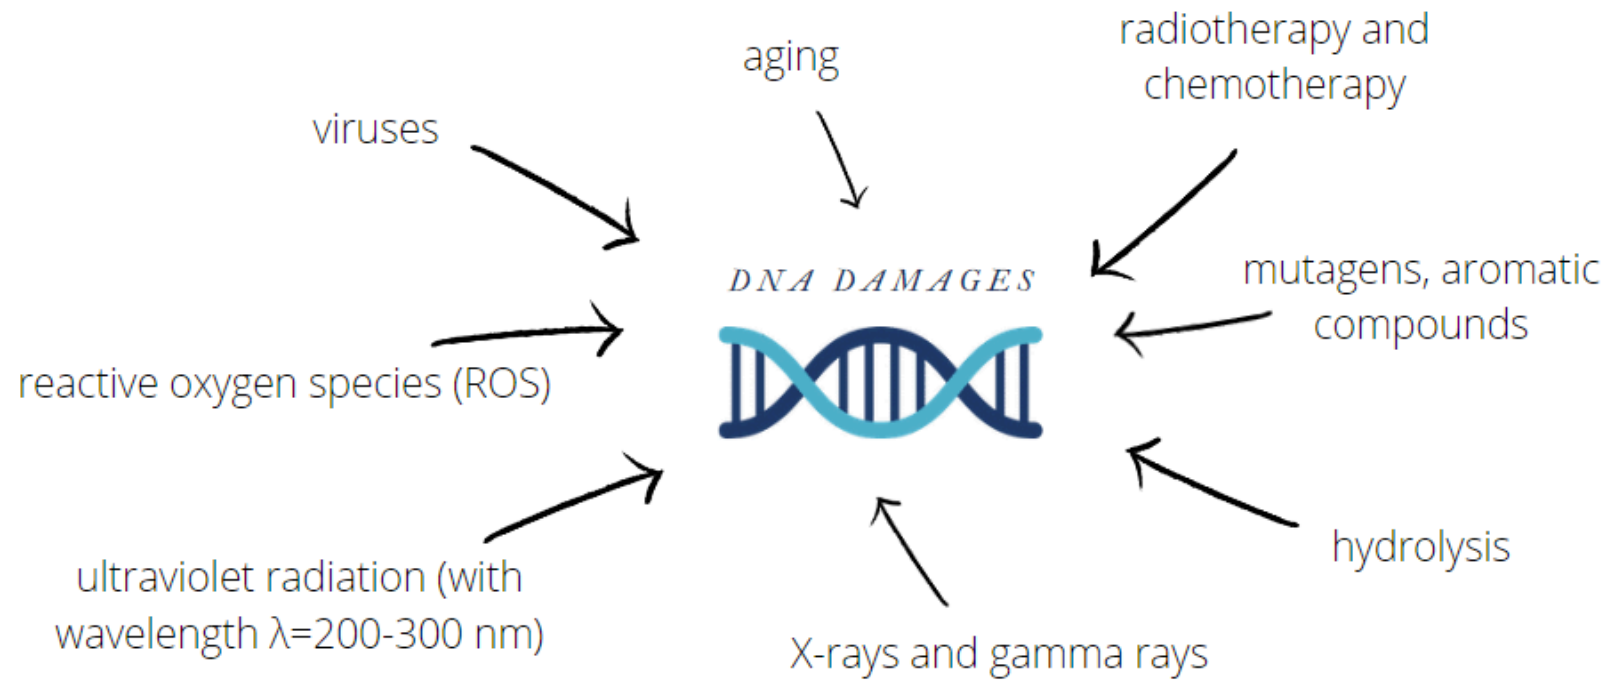 aging
radiotherapy and
chemotherapy
viruses
DNA DAMAGES
mutagens, aromatic
compounds
reactive oxygen species (ROS)
hydrolysis
ultraviolet radiation (with
wavelength λ=200-300 nm)
X-rays and gamma rays